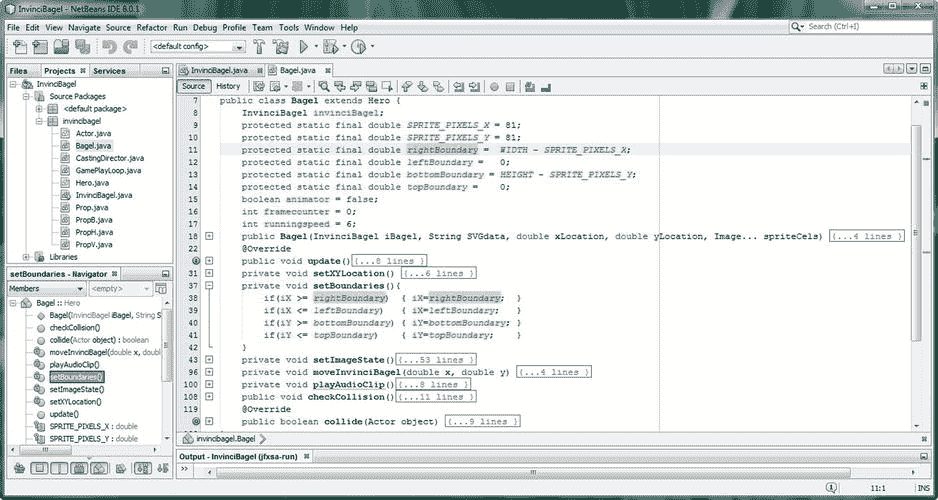 InvinciBagel - NetBeans IDE 8.0.1
File Edit View Navigate Source Refactor Run Debug Profile Team Tools Window Help
Search (Ctrl+I)
<default config>
Files Projects Services
InvinciBagel
Source Packages
<default package>
invincibagel
Actor.java
Bagel.java
CastingDirector.java
GamePlayLoop.java
Hero.java
InvinciBagel.java
Prop.java
PropB.java
PropH.java
PropV.java
Libraries
setBoundaries - Navigator
Members <empty>
Bagel :: Hero
Bagel(InvinciBagel iBagel, String S
checkCollision()
collide(Actor object) : boolean
moveInvinciBagel(double x, double
playAudioClip()
setBoundaries()
setImageState()
setXYLocation()
update()
SPRITE_PIXELS_X : double
SPRITE_PIXELS_Y : double
InvinciBagel.java Bagel.java
Source History
7 public class Bagel extends Hero {
8 InvinciBagel invinciBagel;
9 protected static final double SPRITE_PIXELS_X = 81;
10 protected static final double SPRITE_PIXELS_Y = 81;
11 protected static final double rightBoundary = WIDTH - SPRITE_PIXELS_X;
12 protected static final double leftBoundary = 0;
13 protected static final double bottomBoundary = HEIGHT - SPRITE_PIXELS_Y;
14 protected static final double topBoundary = 0;
15 boolean animator = false;
16 int framecounter = 0;
17 int runningspeed = 6;
18 public Bagel(InvinciBagel iBagel, String SVGdata, double xLocation, double yLocation, Image... spriteCels) {...4 lines }
22 @Override
public void update() {...8 lines }
31 private void setXYLocation() {...6 lines }
37 private void setBoundaries(){
38 if(iX >= rightBoundary) { iX=rightBoundary; }
39 if(iX <= leftBoundary) { iX=leftBoundary; }
40 if(iY >= bottomBoundary) { iY=bottomBoundary; }
41 if(iY <= topBoundary) { iY=topBoundary; }
42 }
43 private void setImageState() {...53 lines }
96 private void moveInvinciBagel(double x, double y) {...4 lines }
100 private void playAudioClip() {...8 lines }
108 public void checkCollision() {...11 lines }
119 @Override
public boolean collide(Actor object) {...9 lines }
invincibagel.Bagel
Output - InvinciBagel (jfxsa-run)
11:1 INS